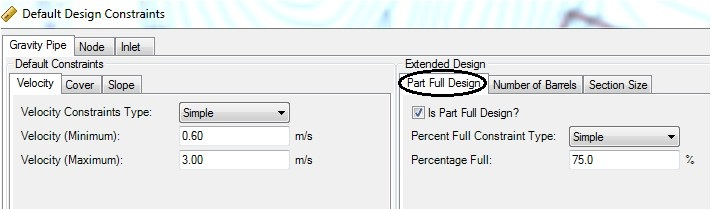 Default Design Constraints
Gravity Pipe Node Inlet
Default Constraints
Velocity Cover Slope
Velocity Constraints Type: Simple
Velocity (Minimum): 0.60 m/s
Velocity (Maximum): 3.00 m/s
Extended Design
Part Full Design Number of Barrels Section Size
Is Part Full Design?
Percent Full Constraint Type: Simple
Percentage Full: 75.0 %